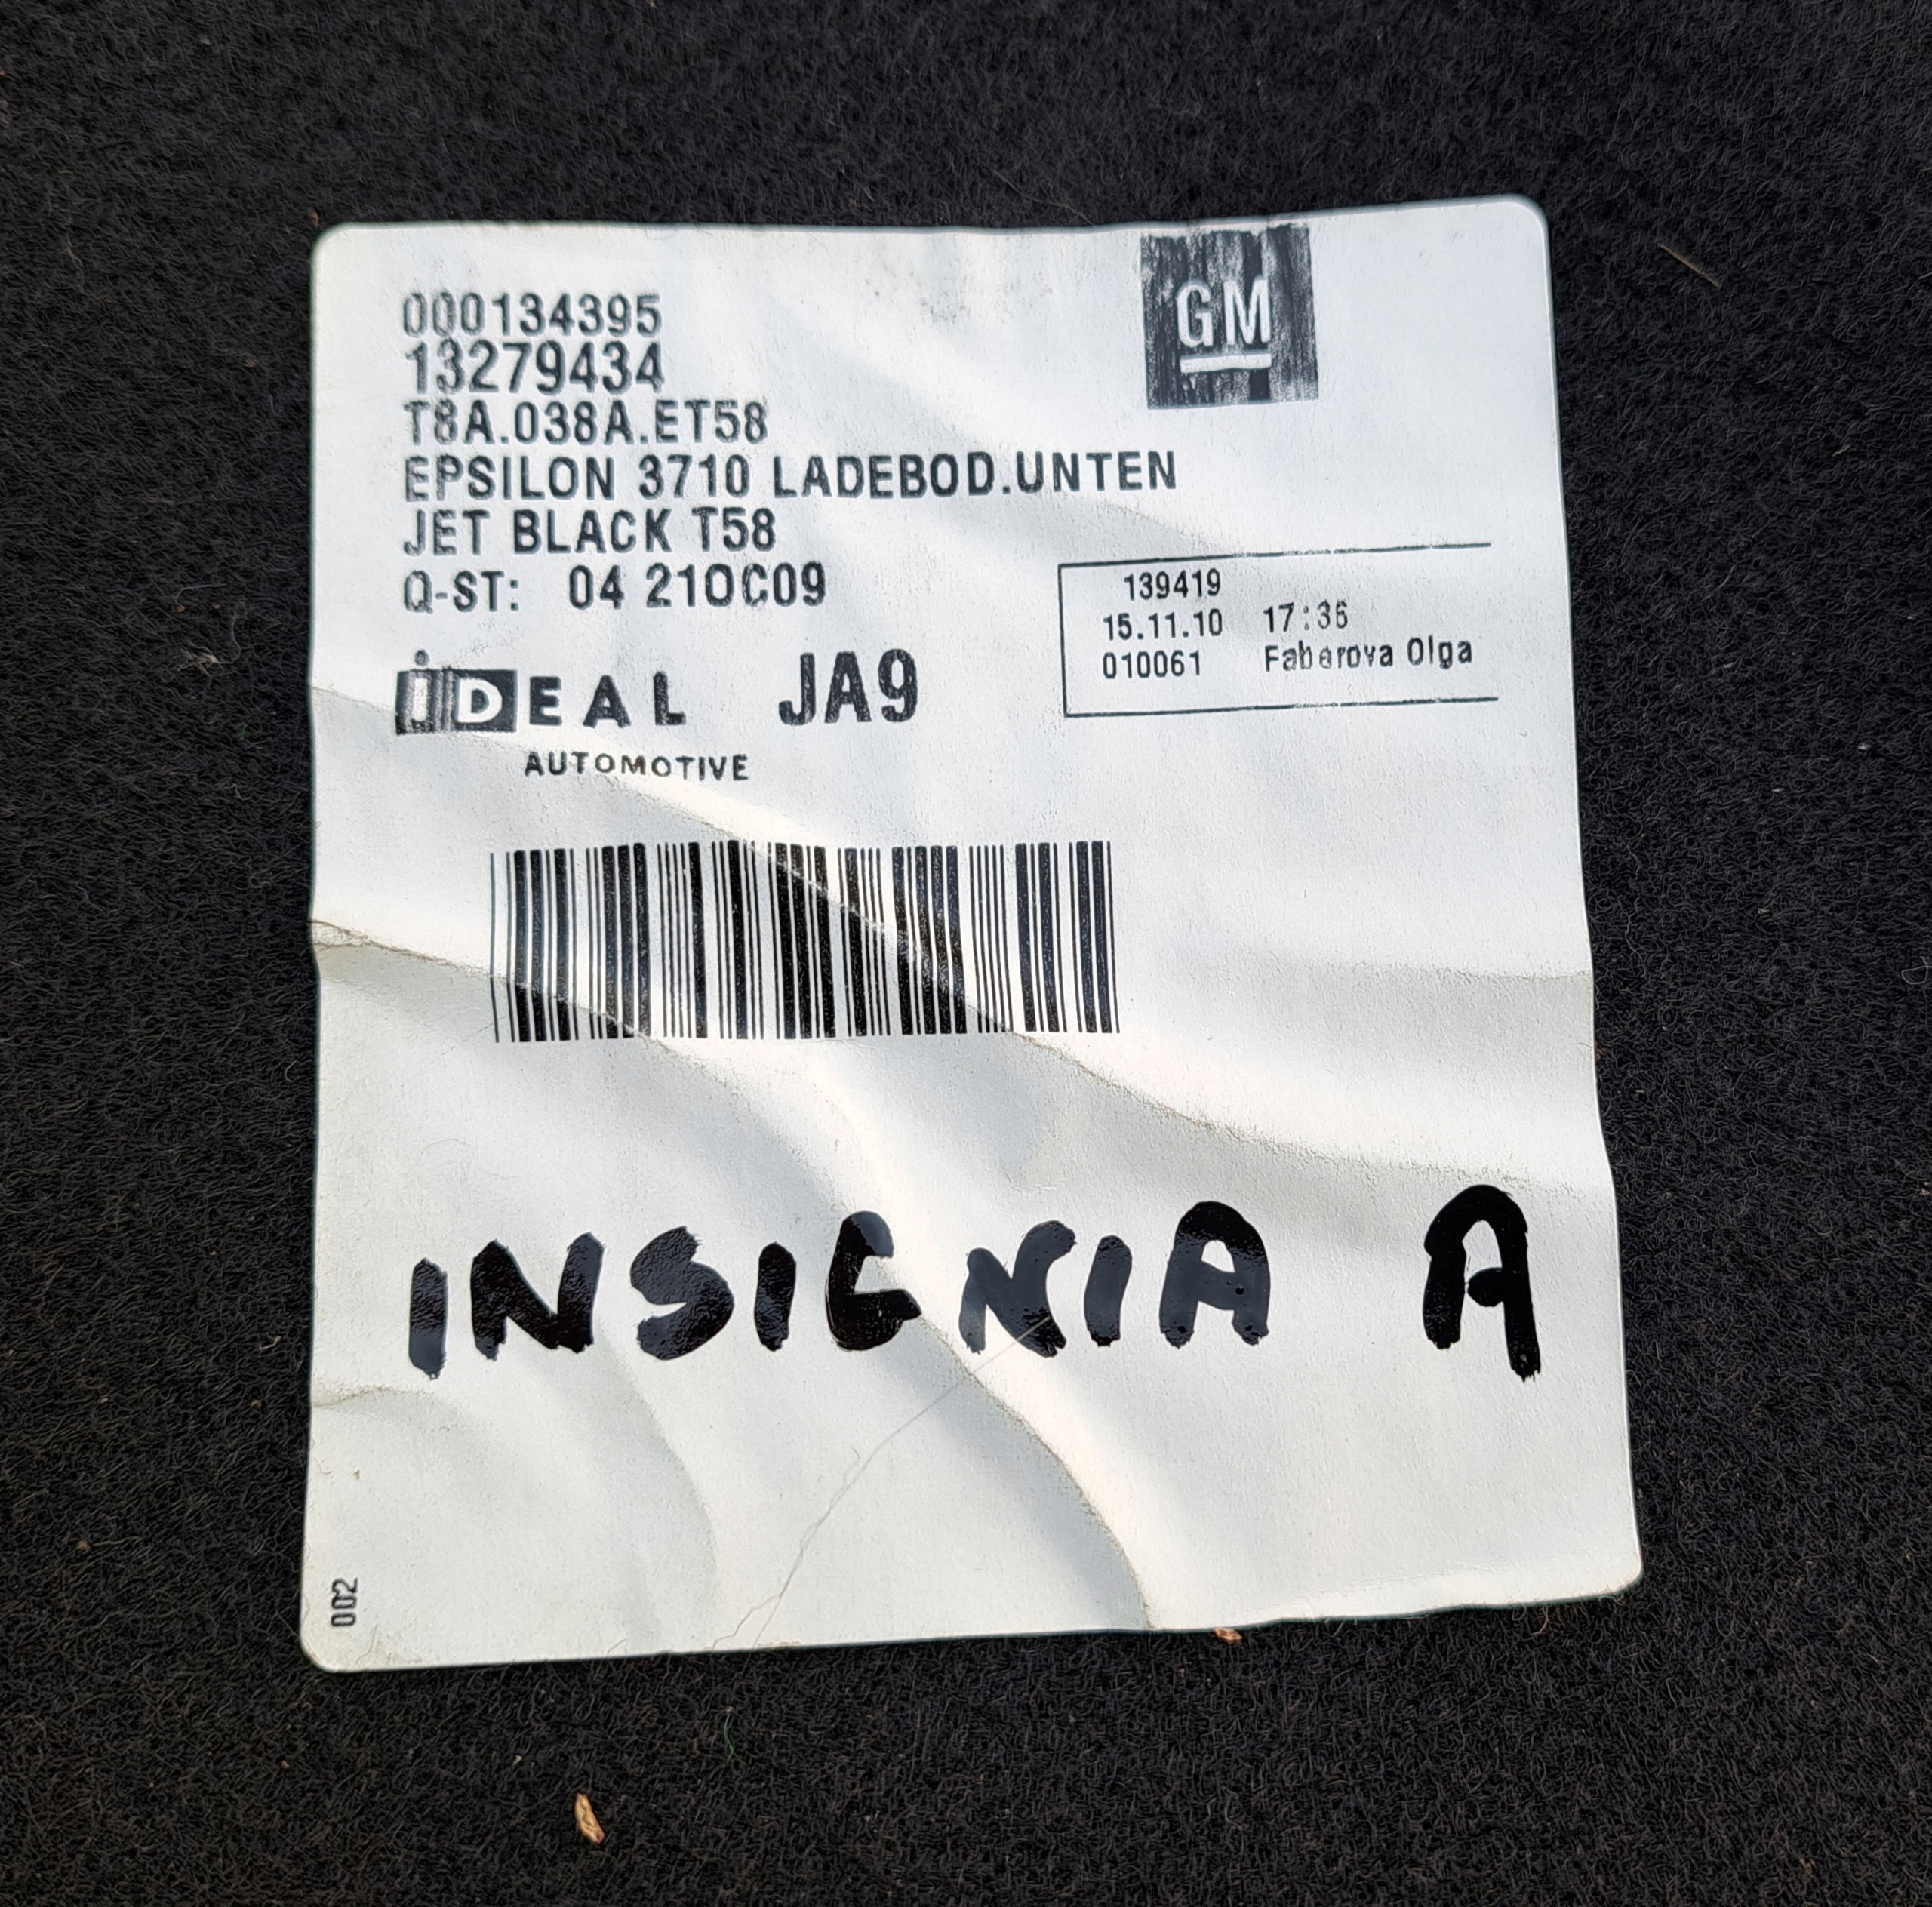 000134395
13279434
T8A.038A.ET58
EPSILON 3710 LADEBOD.UNTEN
JET BLACK T58
Q-ST: 04 21OC09
GM
139419
15.11.10 17:36
010061 Faberova Olga
iDEAL JA9
AUTOMOTIVE
INSIGNIA A
002